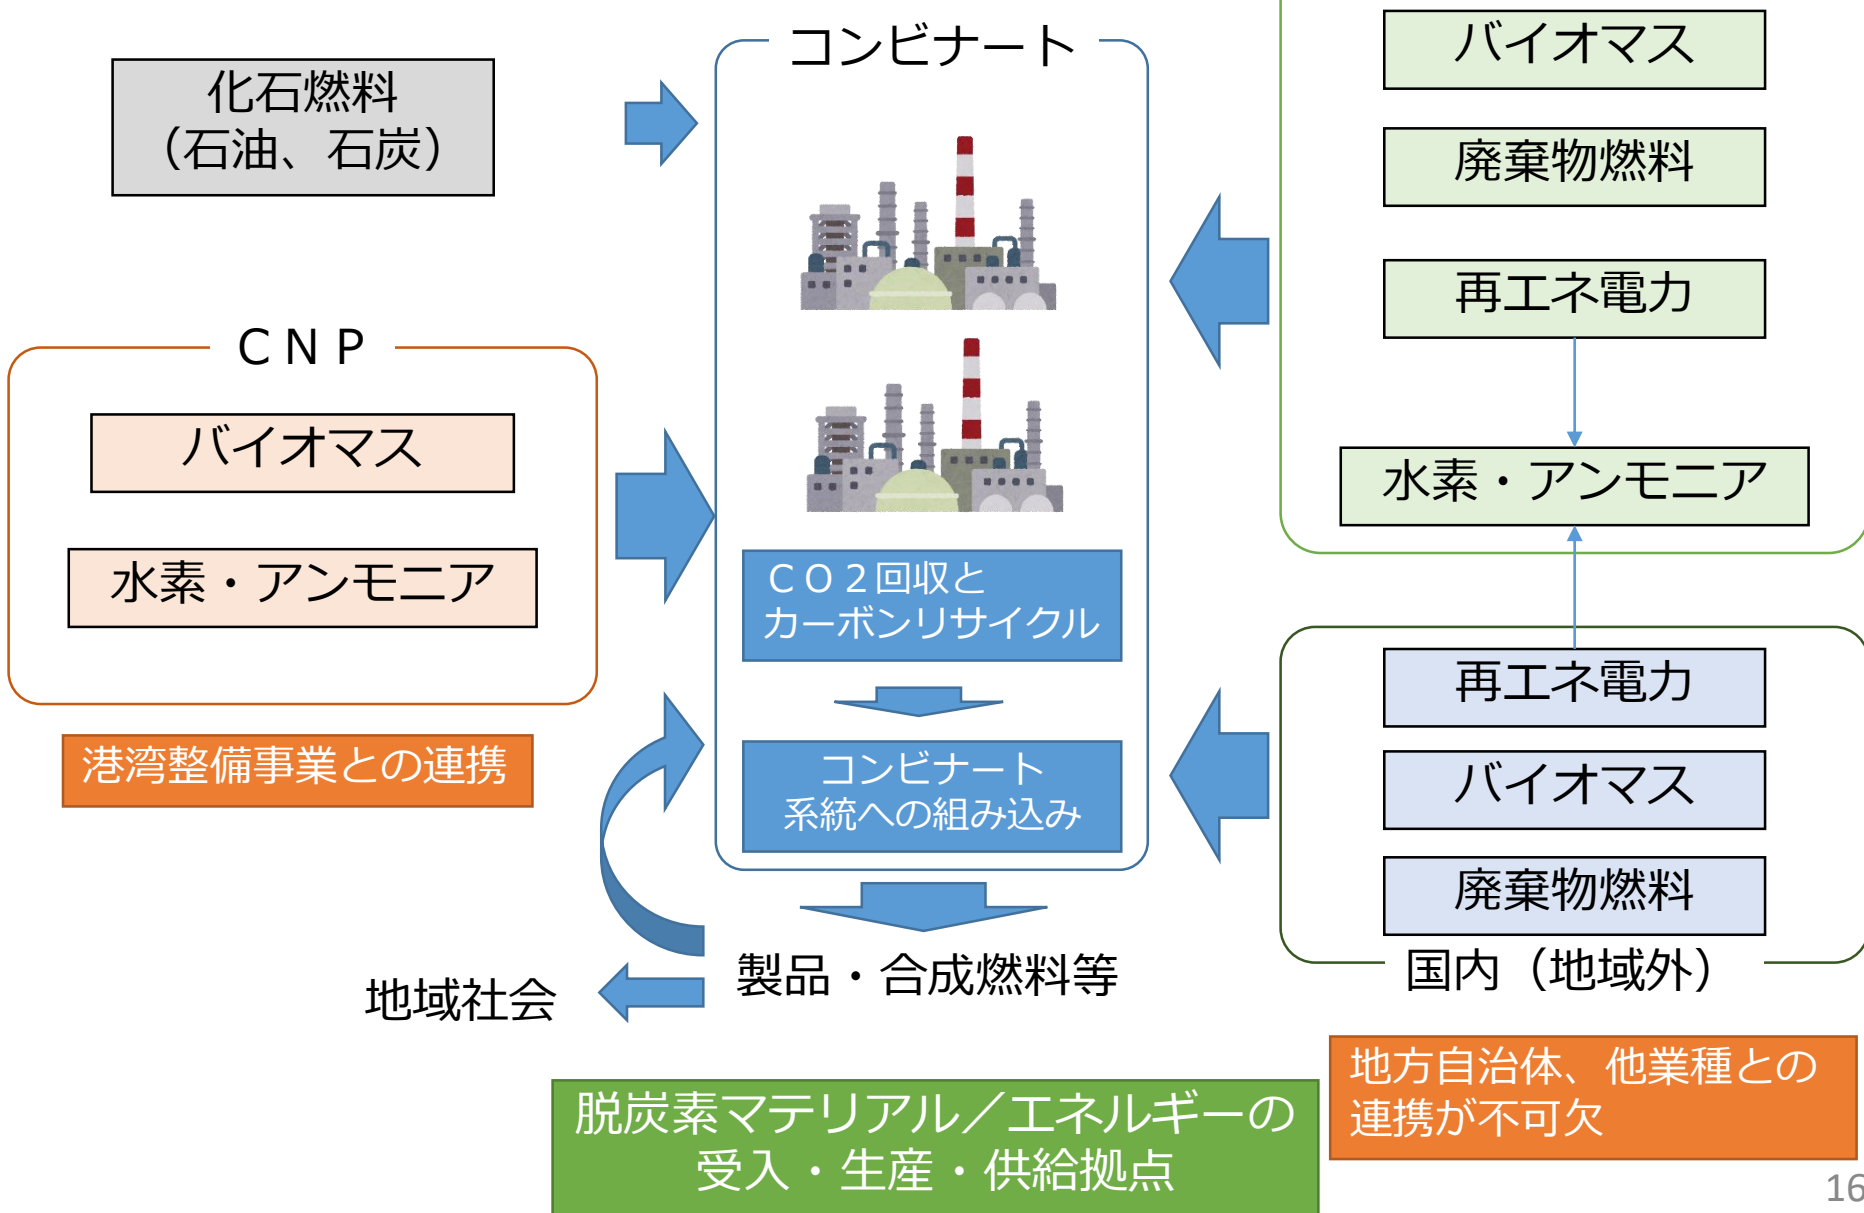 コンビナート
化石燃料
（石油、石炭）
ＣＮＰ
バイオマス
水素・アンモニア
港湾整備事業との連携
ＣＯ２回収と
カーボンリサイクル
コンビナート
系統への組み込み
製品・合成燃料等
地域社会
バイオマス
廃棄物燃料
再エネ電力
水素・アンモニア
再エネ電力
バイオマス
廃棄物燃料
国内（地域外）
地方自治体、他業種との
連携が不可欠
脱炭素マテリアル／エネルギーの
受入・生産・供給拠点
16